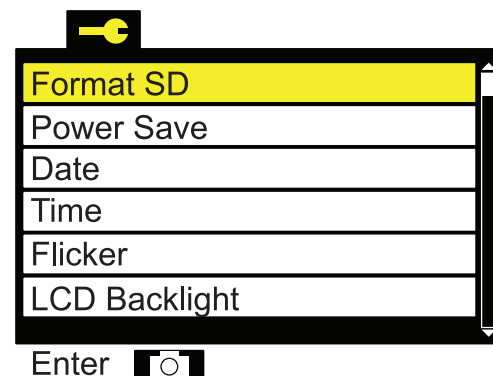 Format SD
Power Save
Date
Time
Flicker
LCD Backlight
Enter